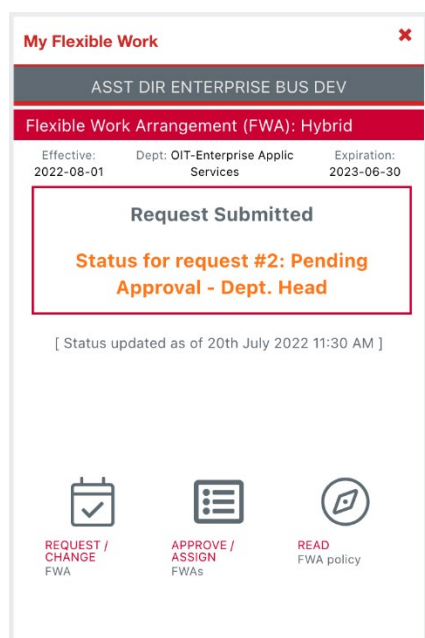 My Flexible Work
ASST DIR ENTERPRISE BUS DEV
Flexible Work Arrangement (FWA): Hybrid
Effective:
2022-08-01
Dept: OIT-Enterprise Applic
Services
Expiration:
2023-06-30
Request Submitted
Status for request #2: Pending
Approval - Dept. Head
[ Status updated as of 20th July 2022 11:30 AM ]
REQUEST /
CHANGE
FWA
APPROVE /
ASSIGN
FWAs
READ
FWA policy